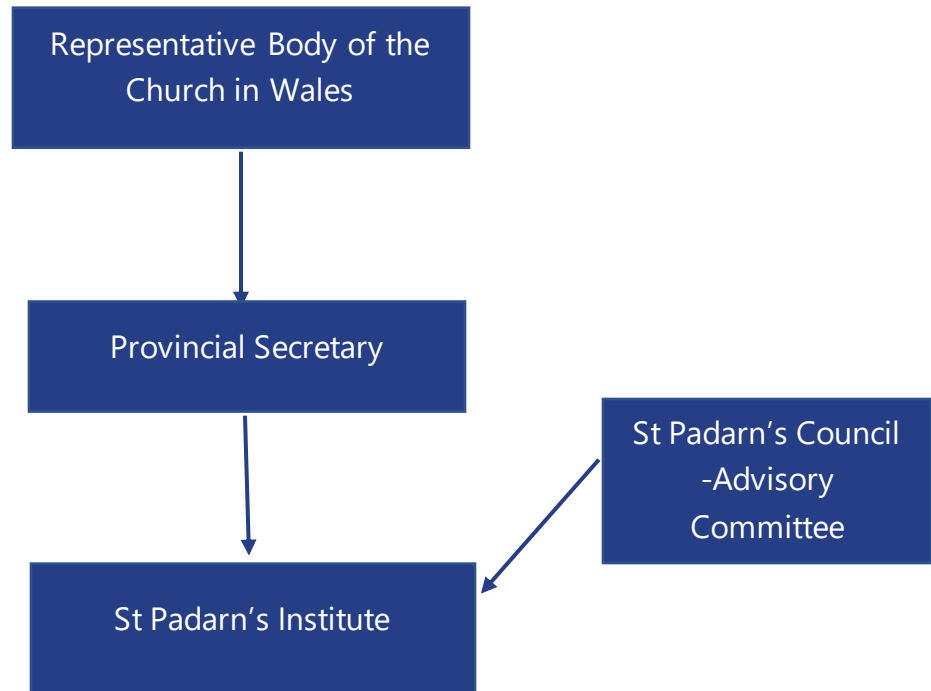 Representative Body of the
Church in Wales
Provincial Secretary
St Padarn’s Council
-Advisory
Committee
St Padarn’s Institute